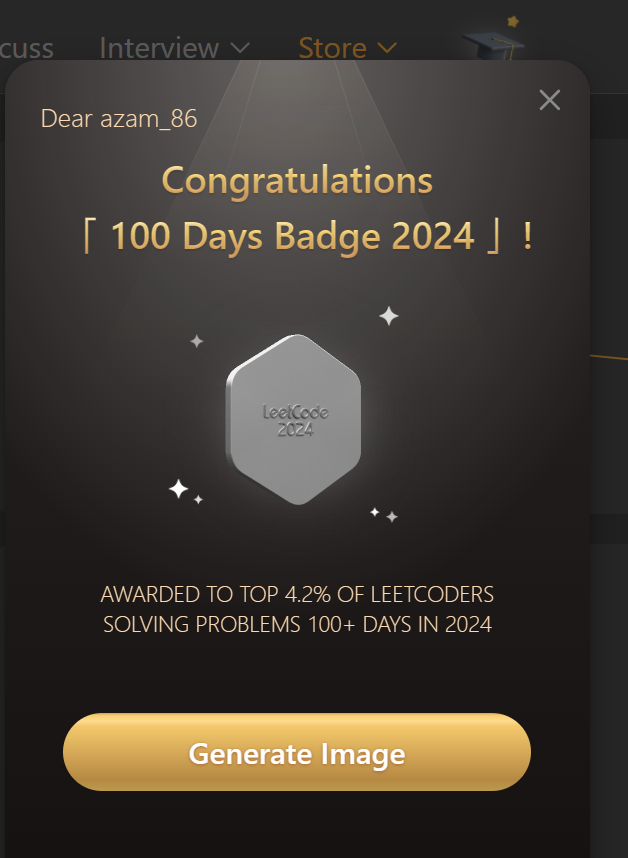 cuss Interview Store
Dear azam_86
Congratulations
「 100 Days Badge 2024 」 !
LeetCode
2024
AWARDED TO TOP 4.2% OF LEETCODERS
SOLVING PROBLEMS 100+ DAYS IN 2024
Generate Image